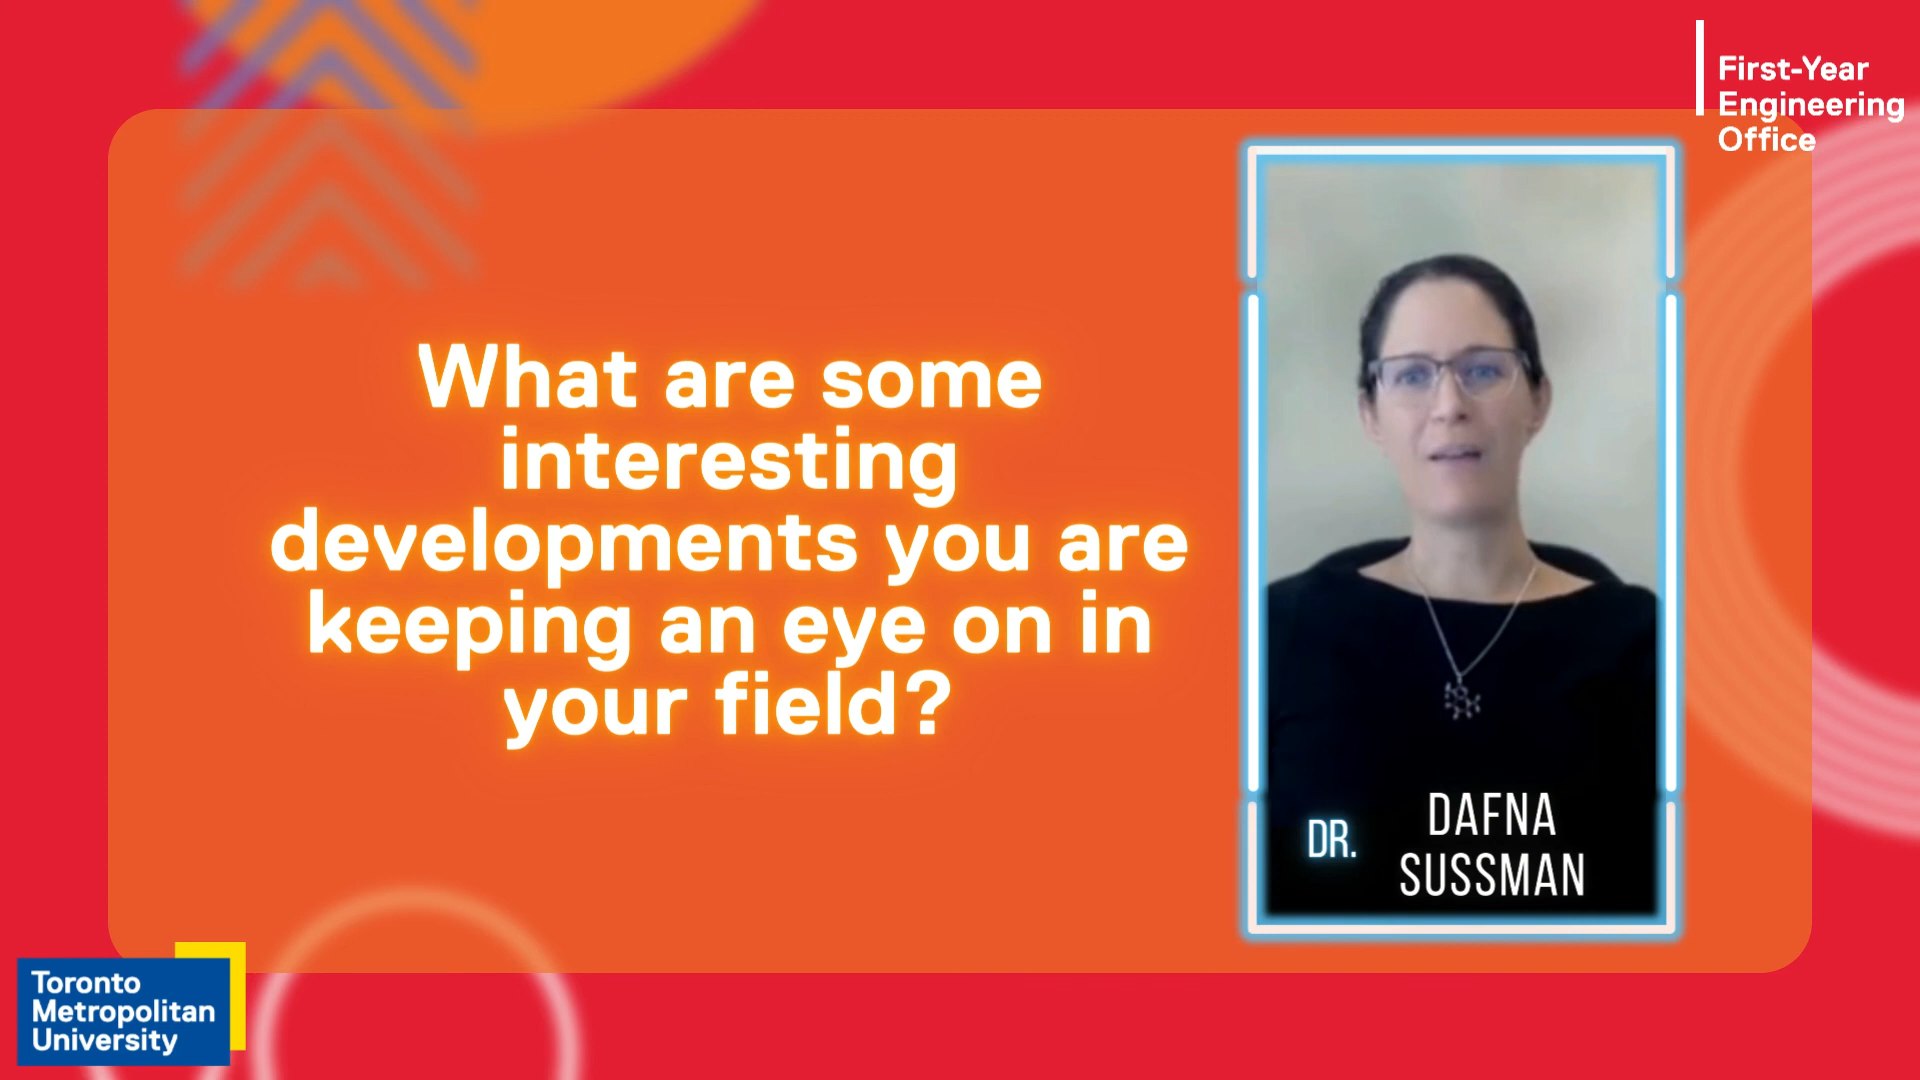 First-Year
Engineering
Office
What are some
interesting
developments you are
keeping an eye on in
your field?
DR.
DAFNA
SUSSMAN
Toronto
Metropolitan
University